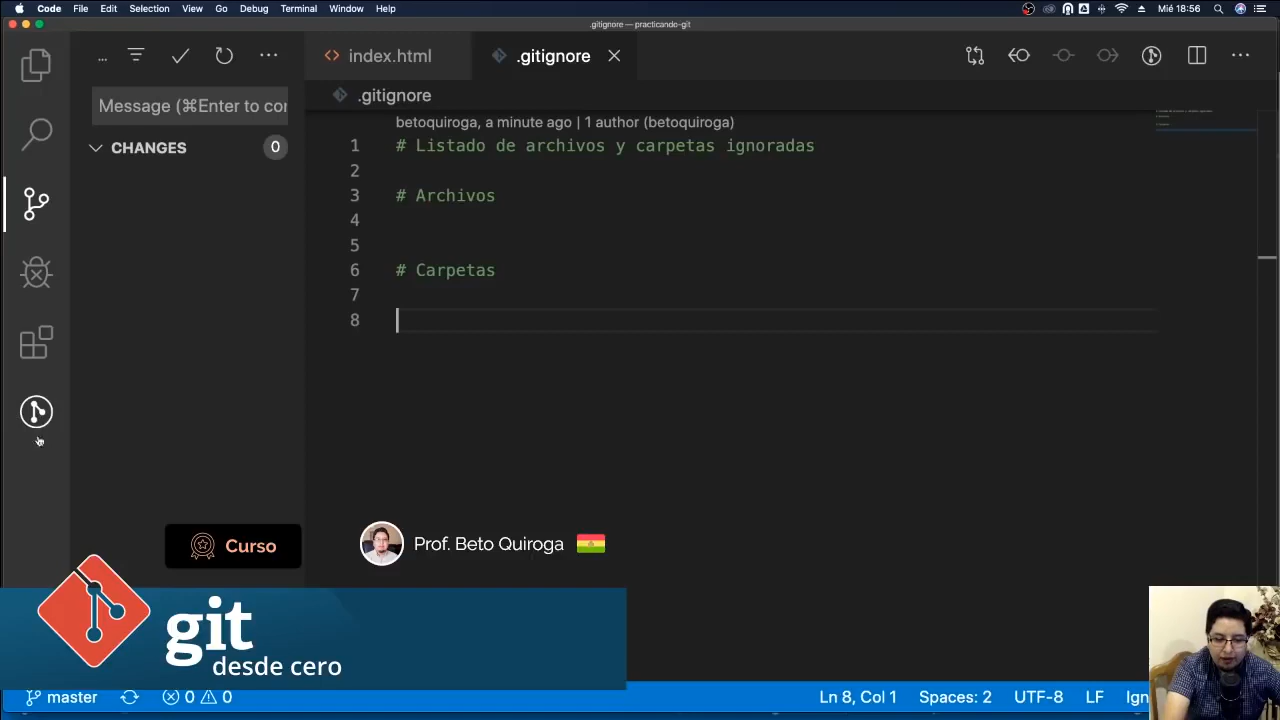 Code File Edit Selection View Go Debug Terminal Window Help Mié 18:56
.gitignore — practicando-git
... index.html .gitignore
Message (⌘Enter to cor
.gitignore
betoquiroga, a minute ago | 1 author (betoquiroga)
CHANGES 0
1 # Listado de archivos y carpetas ignoradas
2
3 # Archivos
4
5
6 # Carpetas
7
8
Curso
Prof. Beto Quiroga
git
desde cero
master 0 0 Ln 8, Col 1 Spaces: 2 UTF-8 LF Ign